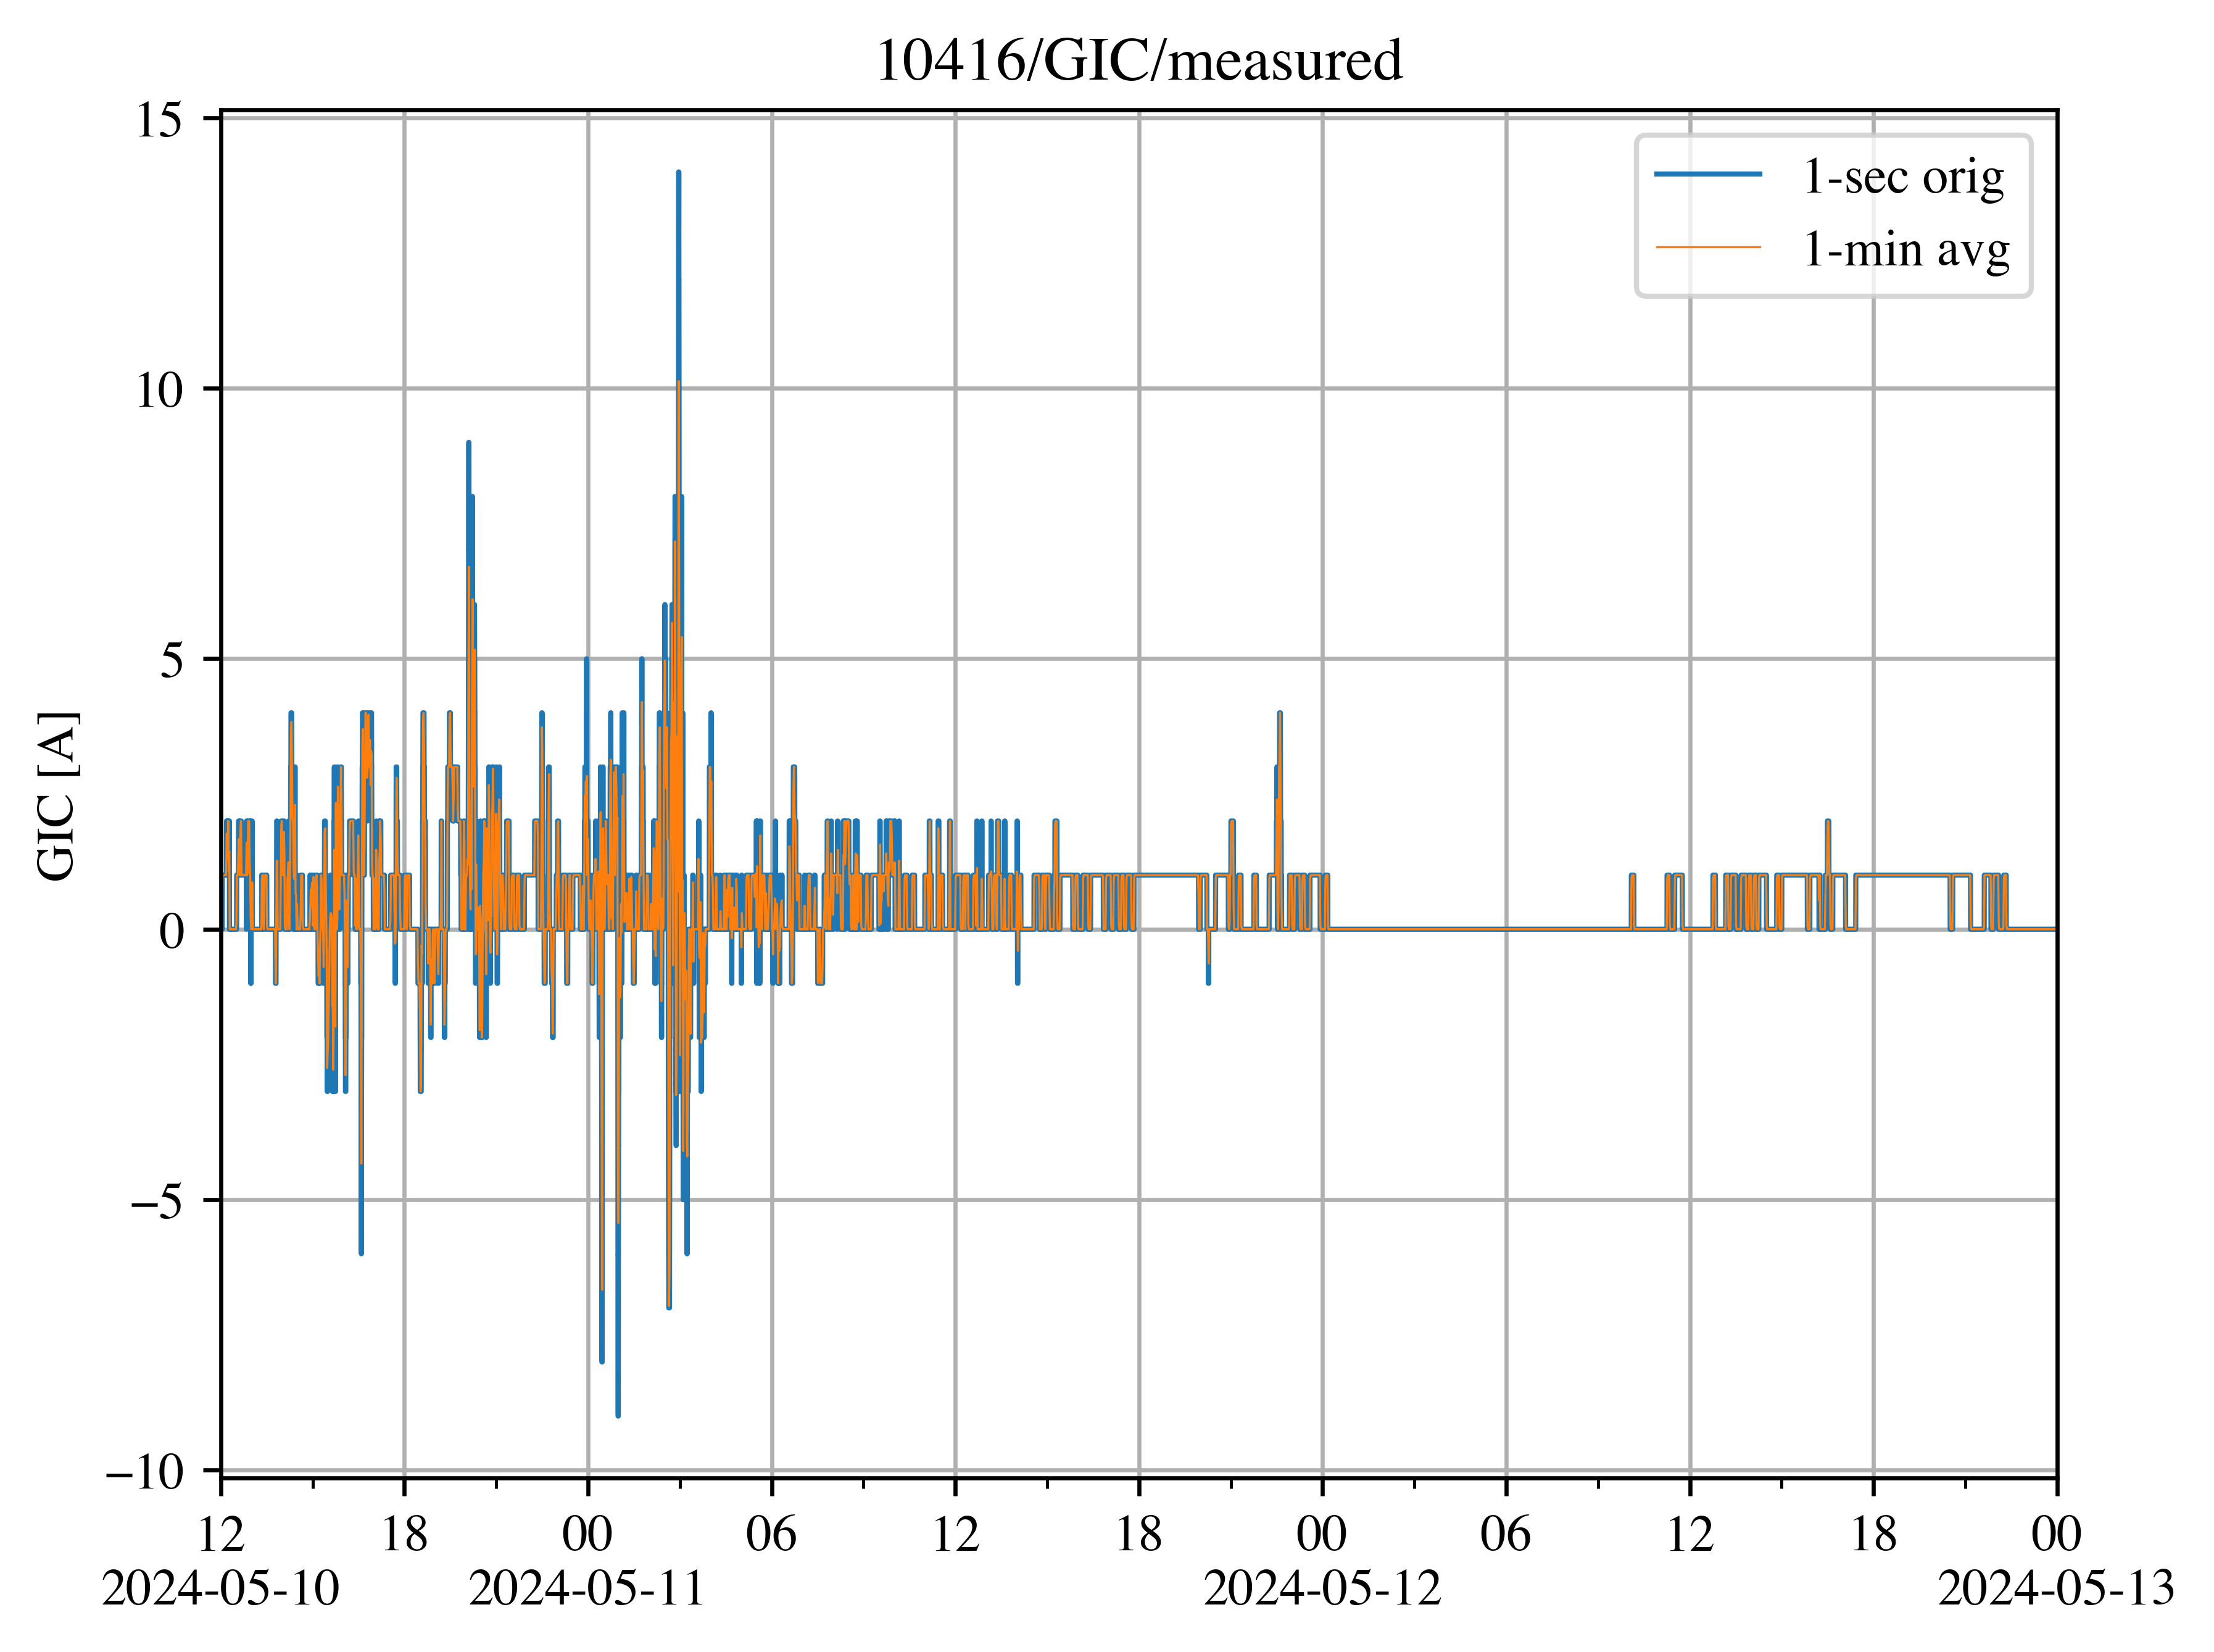 10416/GIC/measured
15
10
5
0
−5
−10
GIC [A]
1-sec orig
1-min avg
12 18 00 06 12 18 00 06 12 18 00
2024-05-10 2024-05-11 2024-05-12 2024-05-13